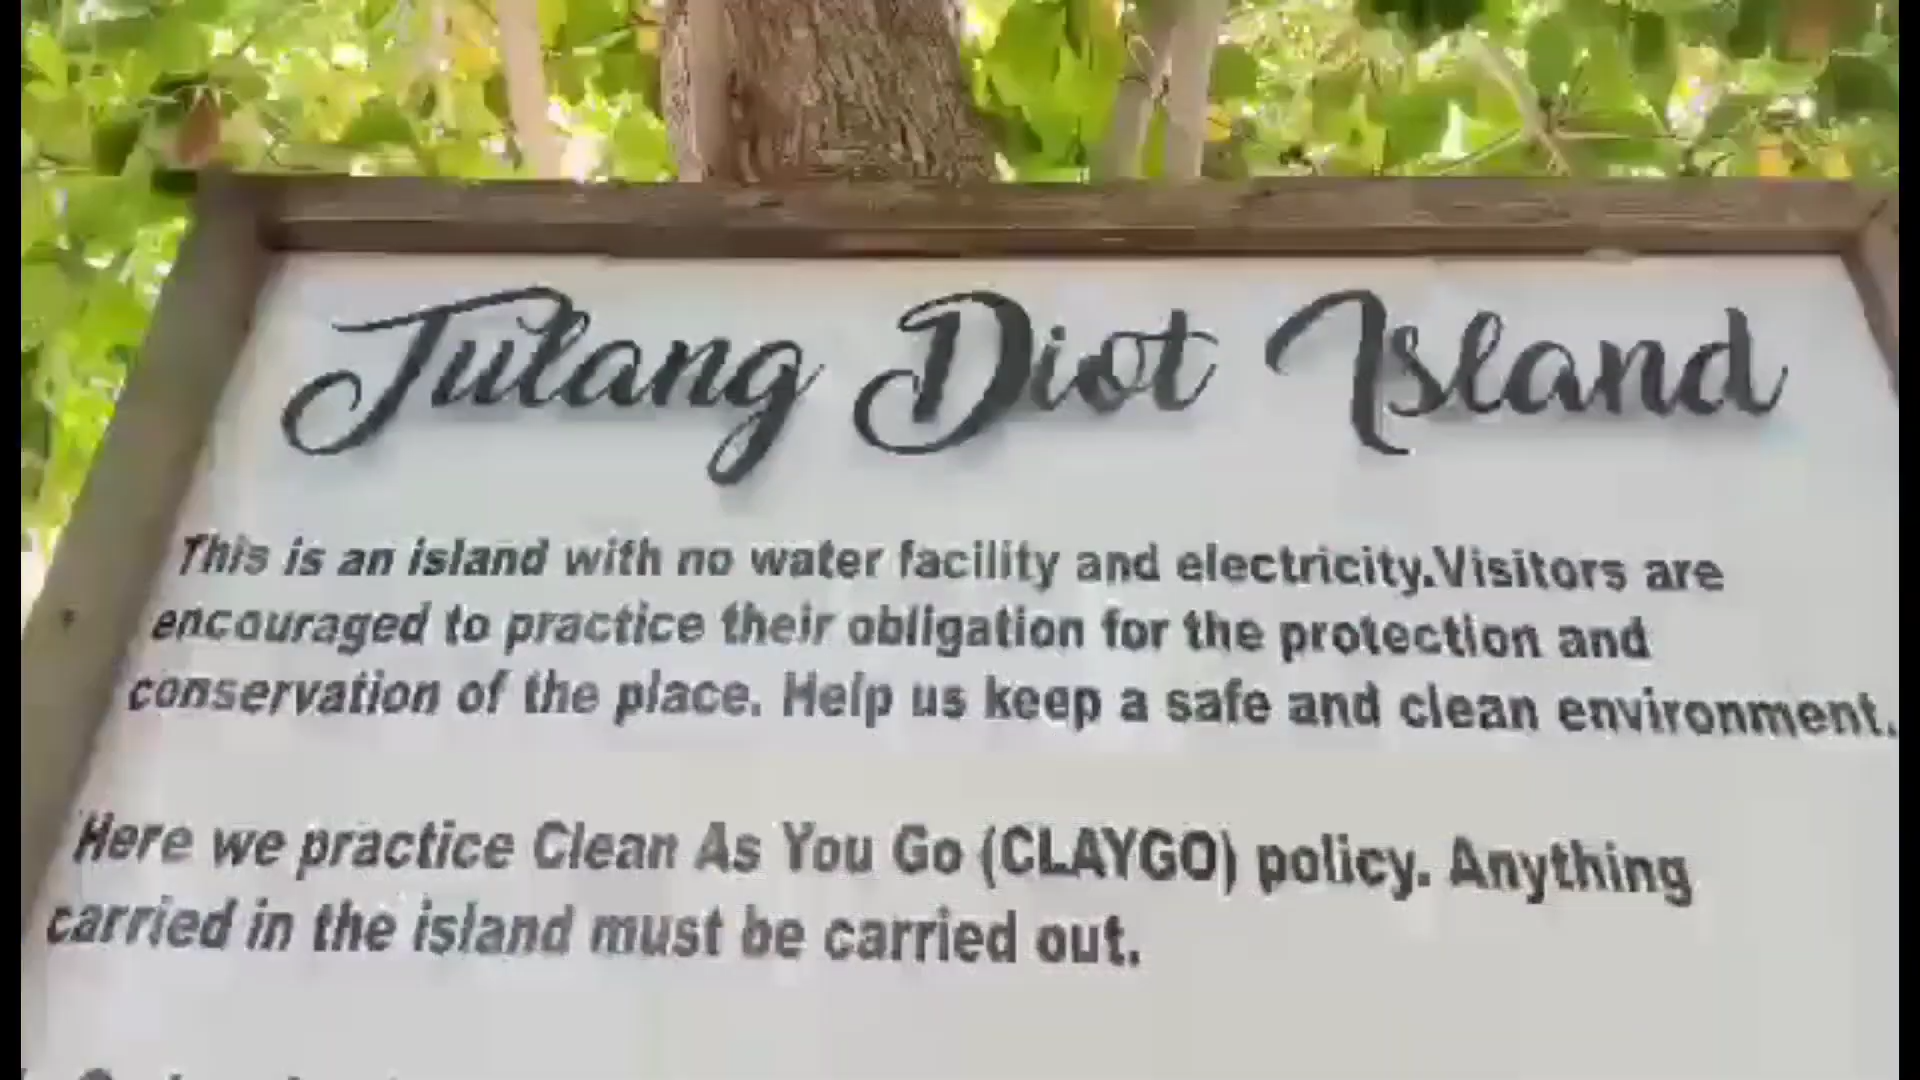 Tulang Diot Island
This is an island with no water facility and electricity.Visitors are
encouraged to practice their obligation for the protection and
conservation of the place. Help us keep a safe and clean environment.
Here we practice Clean As You Go (CLAYGO) policy. Anything
carried in the island must be carried out.